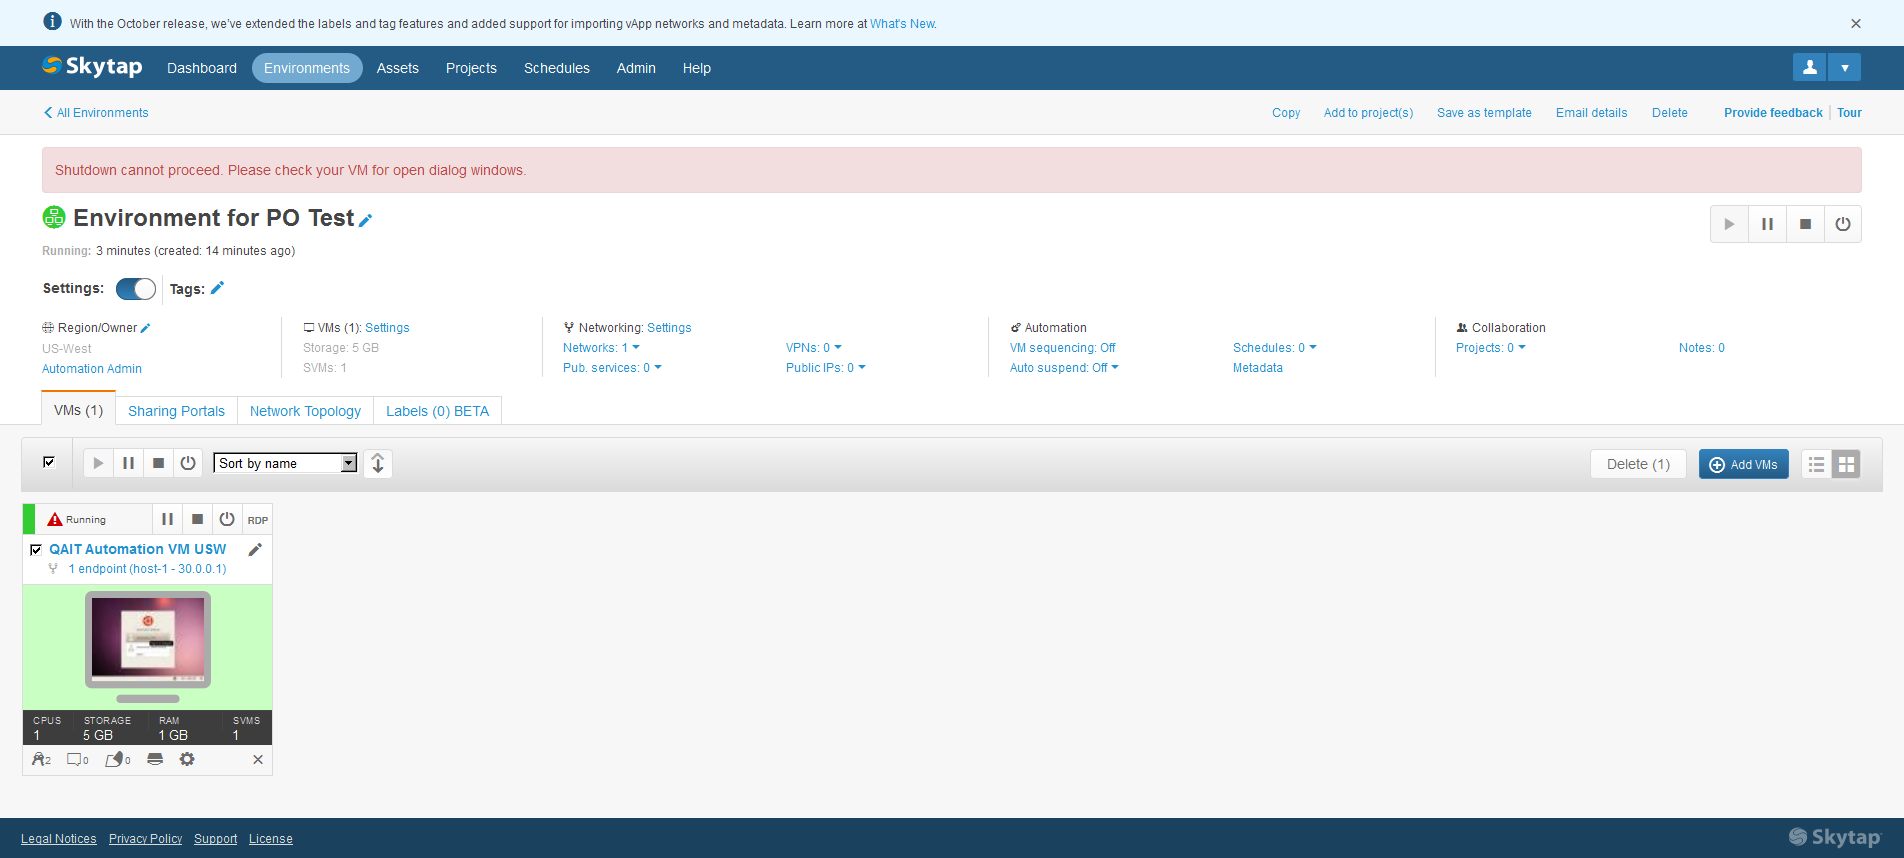 With the October release, we've extended the labels and tag features and added support for importing vApp networks and metadata. Learn more at What's New.
Skytap Dashboard Environments Assets Projects Schedules Admin Help
All Environments Copy Add to project(s) Save as template Email details Delete Provide feedback Tour
Shutdown cannot proceed. Please check your VM for open dialog windows.
Environment for PO Test
Running: 3 minutes (created: 14 minutes ago)
Settings: Tags:
Region/Owner VMs (1): Settings Networking: Settings Automation Collaboration
US-West Storage: 5 GB Networks: 1 VPNs: 0 VM sequencing: Off Schedules: 0 Projects: 0 Notes: 0
Automation Admin SVMs: 1 Pub. services: 0 Public IPs: 0 Auto suspend: Off Metadata
VMs (1) Sharing Portals Network Topology Labels (0) BETA
Sort by name Delete (1) Add VMs
Running RDP
QAIT Automation VM USW
1 endpoint (host-1 - 30.0.0.1)
CPUS STORAGE RAM SVMS
1 5 GB 1 GB 1
2 0 0
Legal Notices Privacy Policy Support License Skytap